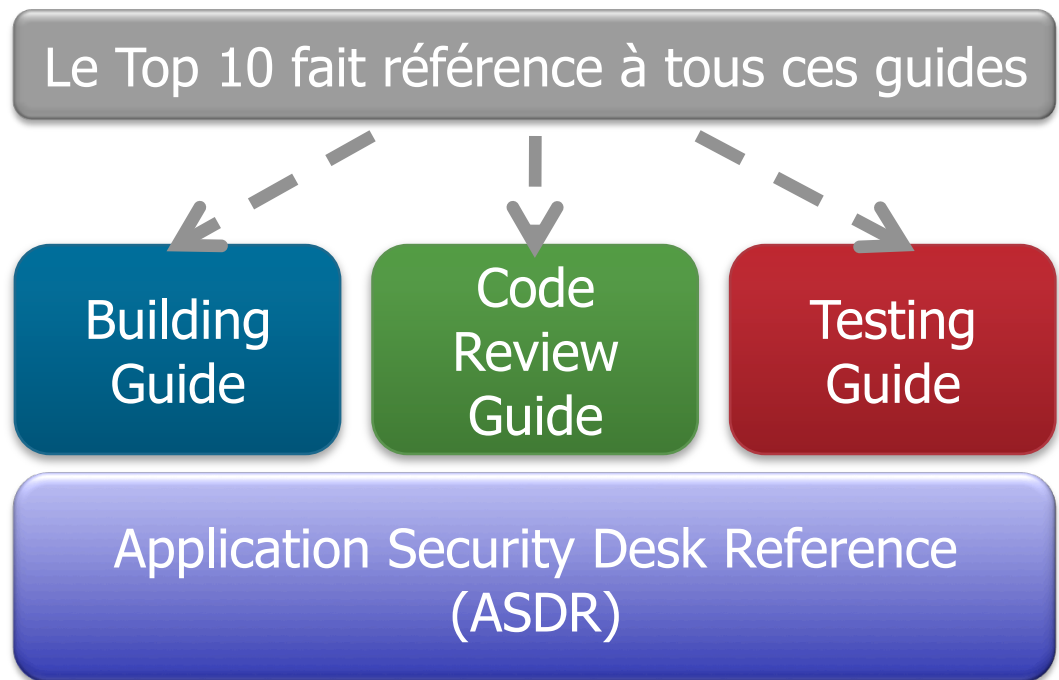 Le Top 10 fait référence à tous ces guides
Building
Guide
Code
Review
Guide
Testing
Guide
Application Security Desk Reference
(ASDR)